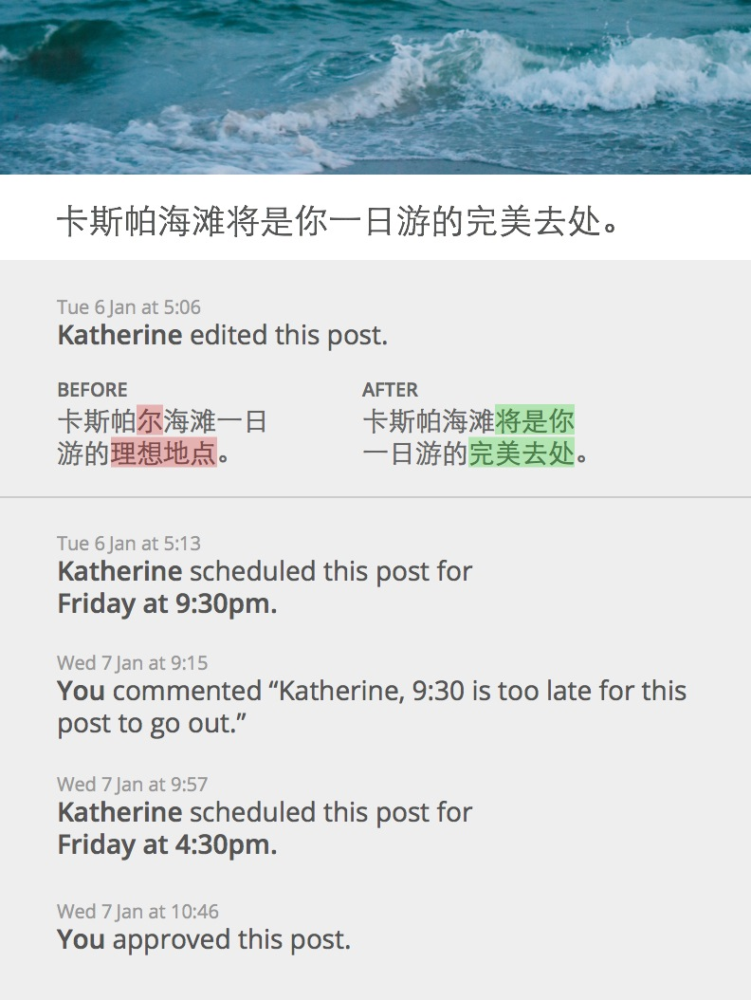 卡斯帕海滩将是你一日游的完美去处。
Tue 6 Jan at 5:06
Katherine edited this post.
BEFORE
卡斯帕尔海滩一日
游的理想地点。
AFTER
卡斯帕海滩将是你
一日游的完美去处。
Tue 6 Jan at 5:13
Katherine scheduled this post for
Friday at 9:30pm.
Wed 7 Jan at 9:15
You commented “Katherine, 9:30 is too late for this
post to go out.”
Wed 7 Jan at 9:57
Katherine scheduled this post for
Friday at 4:30pm.
Wed 7 Jan at 10:46
You approved this post.